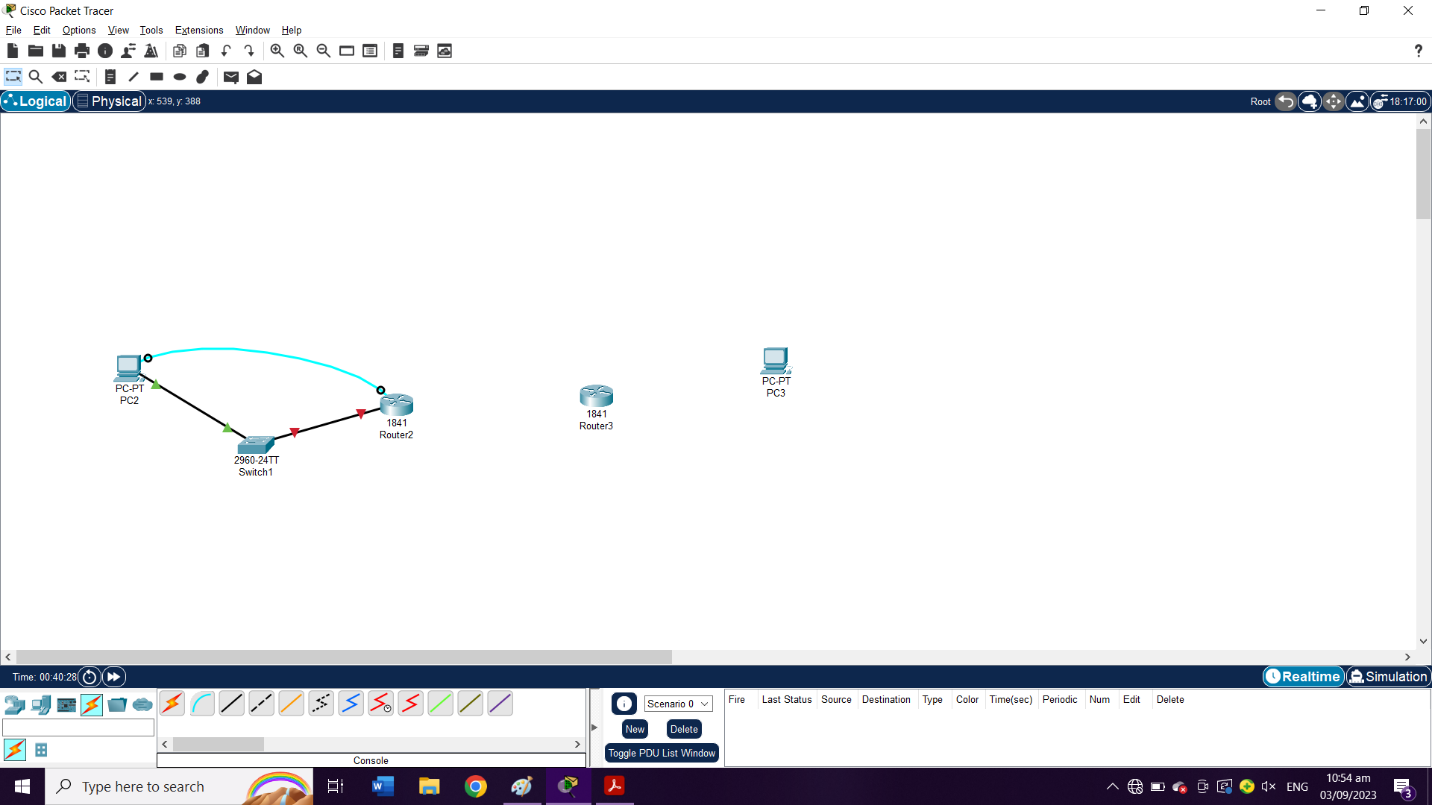 Cisco Packet Tracer
File Edit Options View Tools Extensions Window Help
?
Logical Physical x: 539, y: 388 Root 18:17:00
PC-PT
PC2
1841
Router2
2960-24TT
Switch1
1841
Router3
PC-PT
PC3
Time: 00:40:28 Realtime Simulation
Scenario 0
New Delete
Toggle PDU List Window
Fire Last Status Source Destination Type Color Time(sec) Periodic Num Edit Delete
Console
Type here to search
ENG
10:54 am
03/09/2023
3